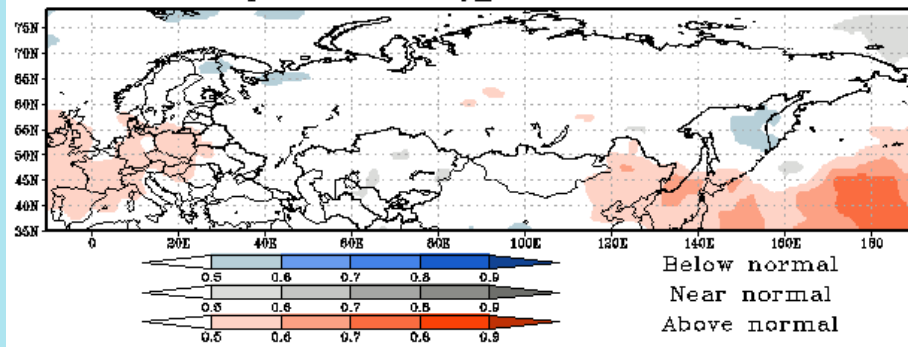 75N
70N
65N
60N
55N
50N
45N
40N
35N
0 20E 40E 60E 80E 100E 120E 140E 160E 180
0.5 0.6 0.7 0.8 0.9
Below normal
0.5 0.6 0.7 0.8 0.9
Near normal
0.5 0.6 0.7 0.8 0.9
Above normal